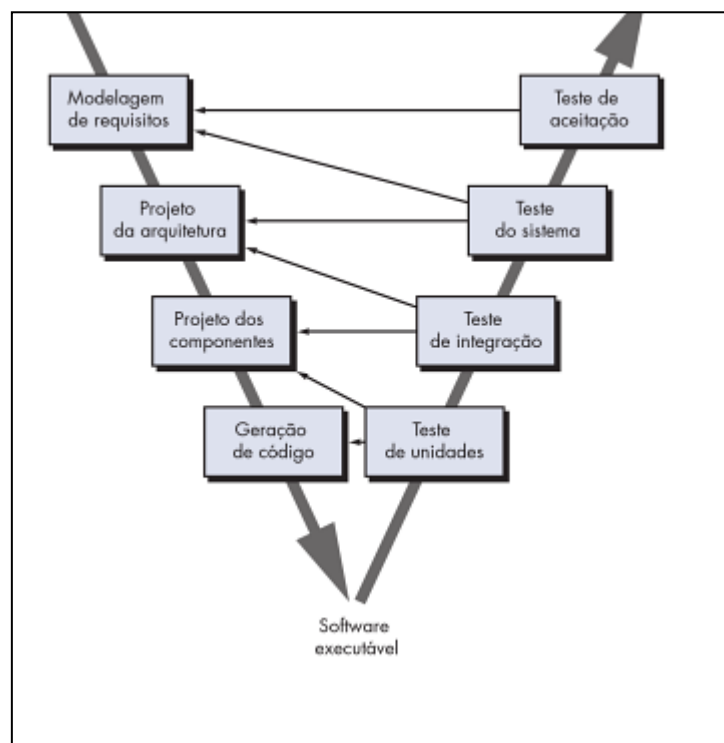 Modelagem
de requisitos
Teste de
aceitação
Projeto
da arquitetura
Teste
do sistema
Projeto dos
componentes
Teste
de integração
Geração
de código
Teste
de unidades
Software
executável